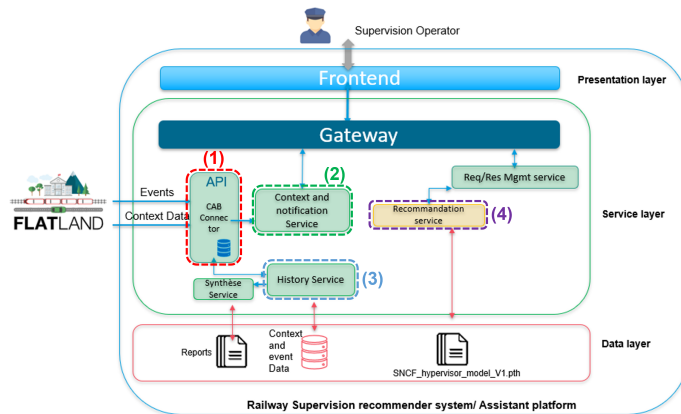 Supervision Operator
Frontend
Presentation layer
Gateway
(1)
API
CAB
Connec
tor
(2)
Context and
notification
Service
Req/Res Mgmt service
Recommandation
service
(4)
Service layer
Events
Context Data
FLATLAND
History Service
(3)
Synthèse
Service
Reports
Context
and
event
Data
SNCF_hypervisor_model_V1.pth
Data layer
Railway Supervision recommender system/ Assistant platform